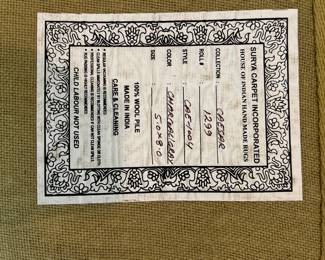 SURYA CARPET INCORPORATED
HOUSE OF INDIAN HAND MADE RUGS
COLLECTION : CAESAR
ROLL # : 1299
STYLE : CAE-1004
COLOR : CHARCOAL/GRAY
SIZE : 5-0x8-0
100% WOOL PILE
MADE IN INDIA
CARE & CLEANING
CHILD LABOUR NOT USED